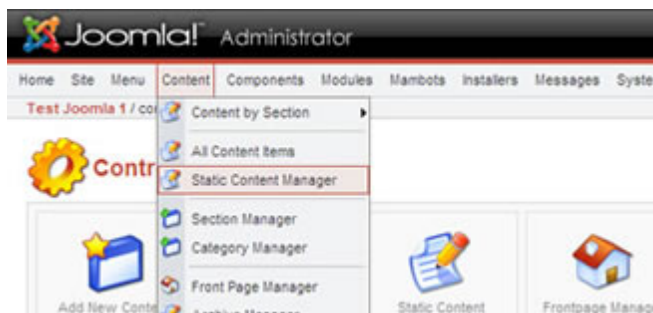 Joomla! Administrator
Home Site Menu Content Components Modules Mambots Installers Messages Syste
Test Joomla 1 / co
Content by Section
All Content Items
Contr
Static Content Manager
Section Manager
Category Manager
Front Page Manager
Add New Conte
Archive Manager
Static Content
Frontpage Manag